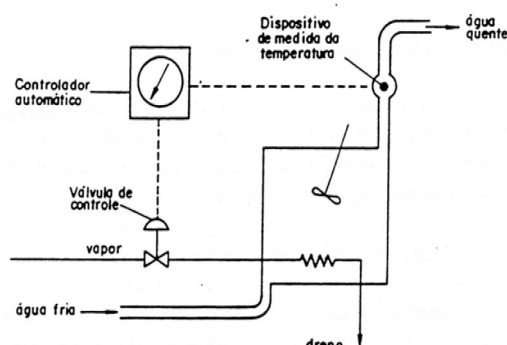 Dispositivo
de medida da
temperatura
água
quente
Controlador
automático
Válvula de
controle
vapor
água fria
dreno